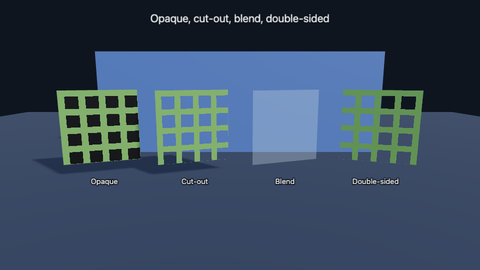 Opaque, cut-out, blend, double-sided
Opaque
Cut-out
Blend
Double-sided